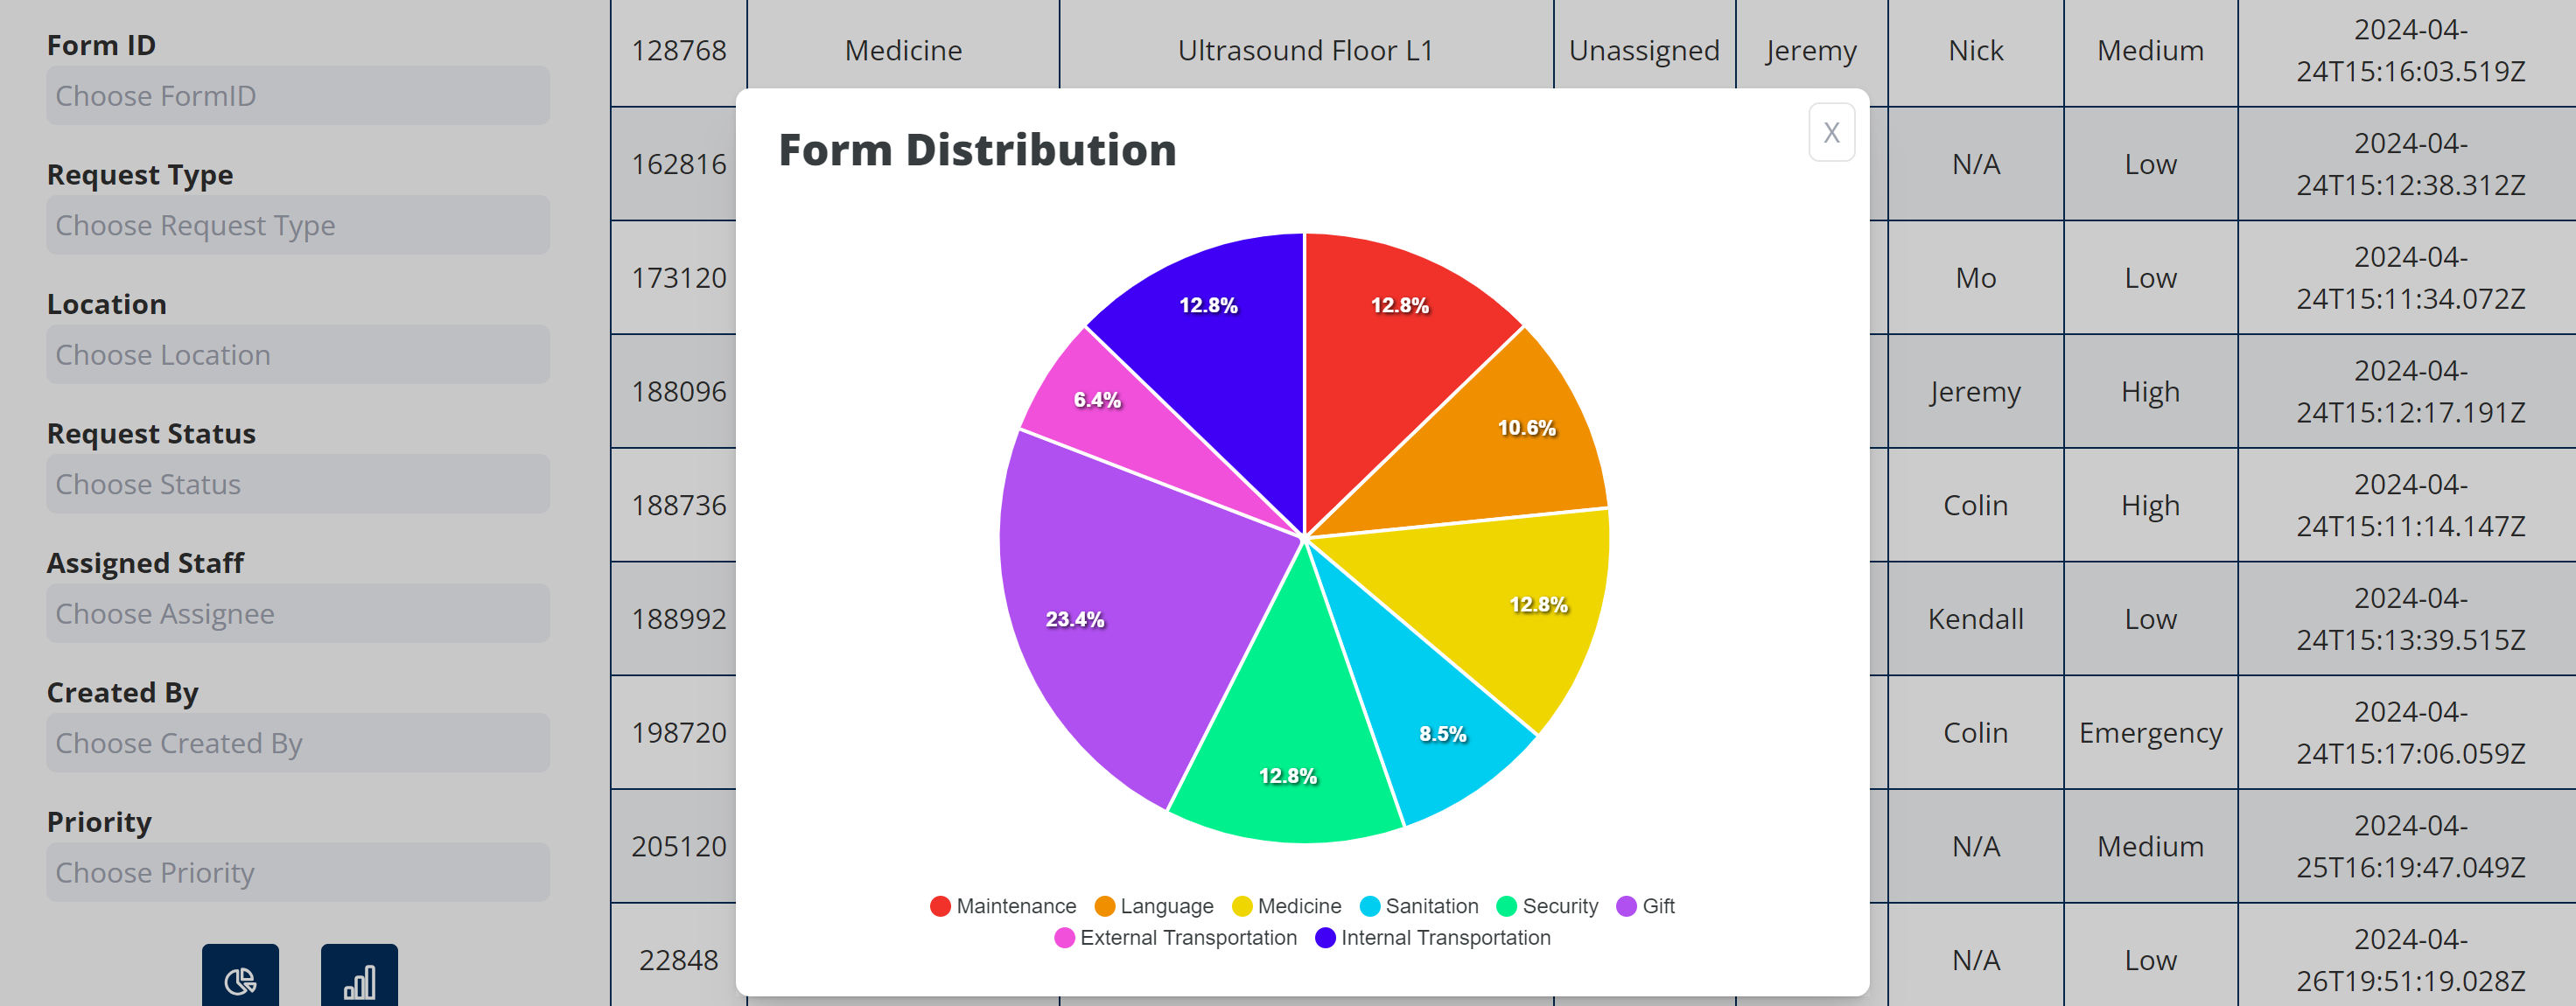 Form ID
Choose FormID
Request Type
Choose Request Type
Location
Choose Location
Request Status
Choose Status
Assigned Staff
Choose Assignee
Created By
Choose Created By
Priority
Choose Priority
128768 Medicine Ultrasound Floor L1 Unassigned Jeremy Nick Medium 2024-04-
24T15:16:03.519Z
162816 N/A Low 2024-04-
24T15:12:38.312Z
173120 Mo Low 2024-04-
24T15:11:34.072Z
188096 Jeremy High 2024-04-
24T15:12:17.191Z
188736 Colin High 2024-04-
24T15:11:14.147Z
188992 Kendall Low 2024-04-
24T15:13:39.515Z
198720 Colin Emergency 2024-04-
24T15:17:06.059Z
205120 N/A Medium 2024-04-
25T16:19:47.049Z
22848 N/A Low 2024-04-
26T19:51:19.028Z
Form Distribution
X
12.8% 12.8%
6.4% 10.6%
23.4% 12.8%
8.5%
12.8%
Maintenance Language Medicine Sanitation Security Gift
External Transportation Internal Transportation